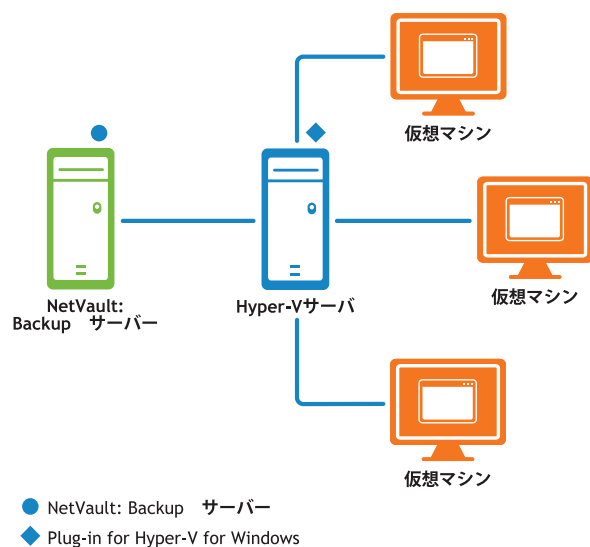 仮想マシン
NetVault:
Backup　サーバー
Hyper-Vサーバ
仮想マシン
仮想マシン
NetVault: Backup　サーバー
Plug-in for Hyper-V for Windows